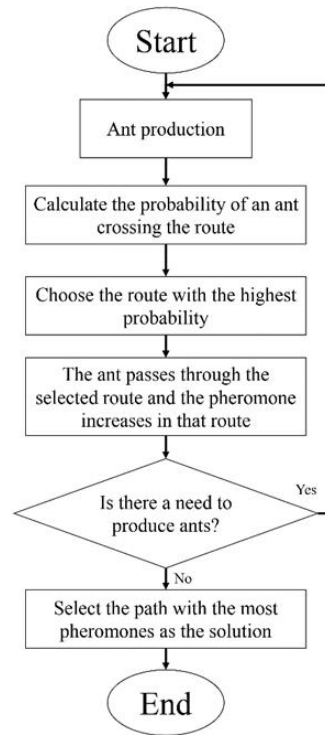 Start
Ant production
Calculate the probability of an ant
crossing the route
Choose the route with the highest
probability
The ant passes through the
selected route and the pheromone
increases in that route
Is there a need to
produce ants?
Yes
No
Select the path with the most
pheromones as the solution
End